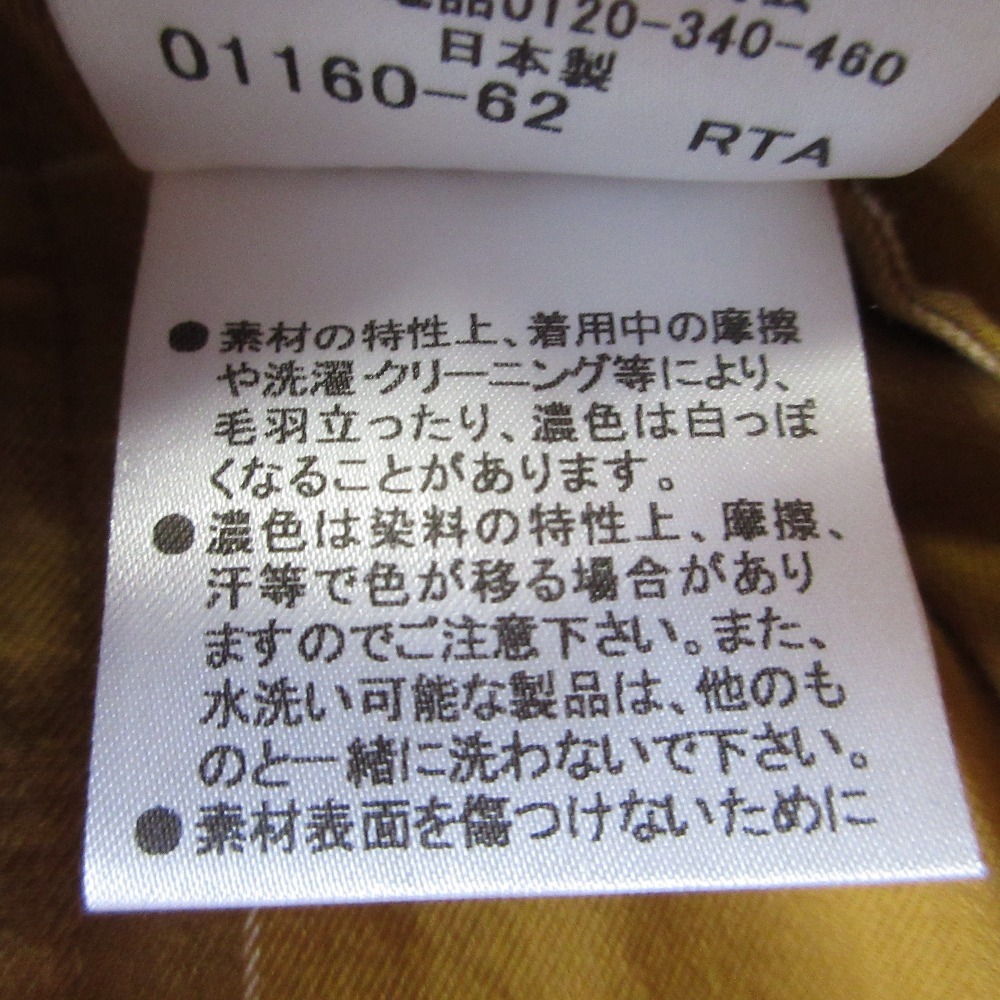 0120-340-460
日本製
01160-62
RTA
●素材の特性上、着用中の摩擦
や洗濯・クリーニング等により、
毛羽立ったり、濃色は白っぽ
くなることがあります。
●濃色は染料の特性上、摩擦、
汗等で色が移る場合があり
ますのでご注意下さい。また、
水洗い可能な製品は、他のも
のと一緒に洗わないで下さい。
●素材表面を傷つけないために